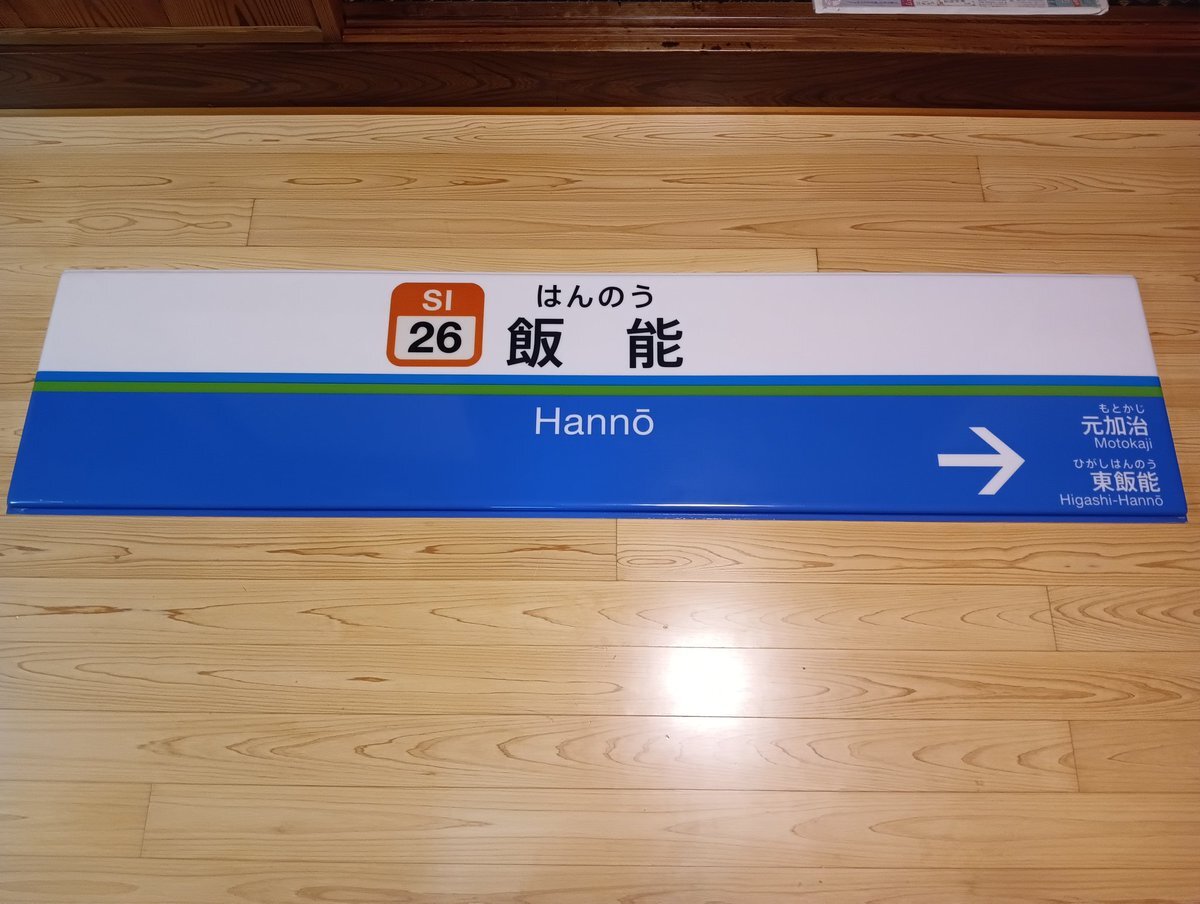 SI
26
はんのう
飯 能
Hannō
もとかじ
元加治
Motokaji
ひがしはんのう
東飯能
Higashi-Hannō